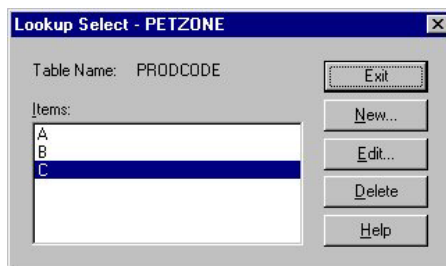 Lookup Select - PETZONE
Table Name: PRODCODE
Items:
A
B
C
Exit
New...
Edit...
Delete
Help